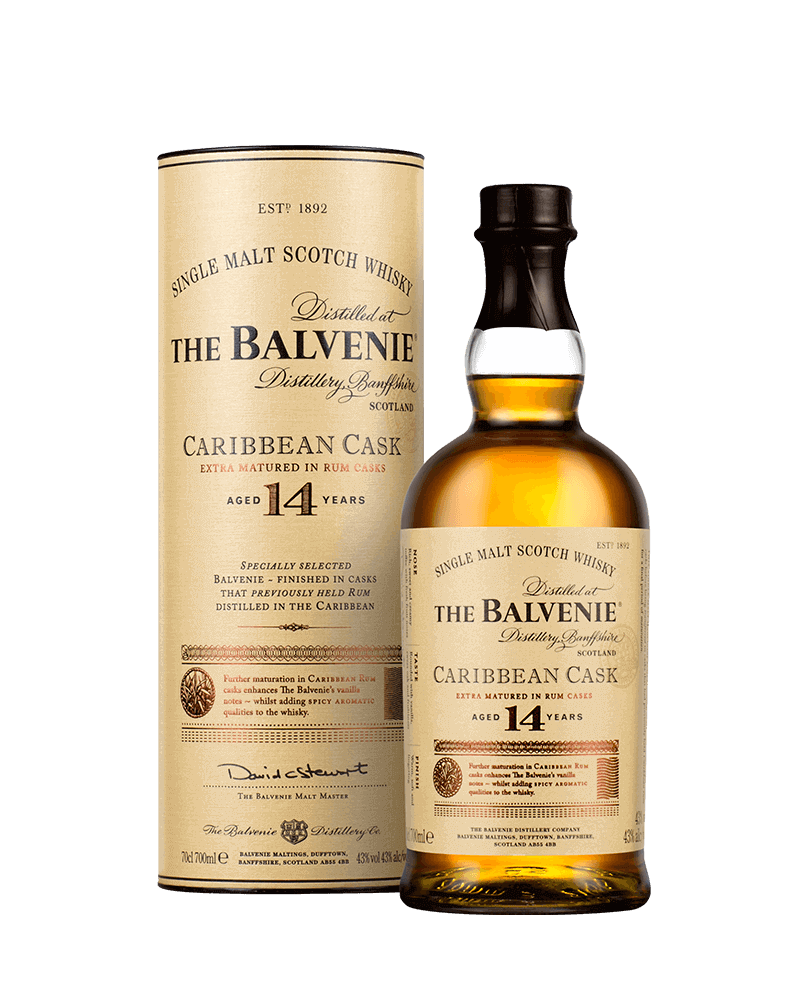 ESTD 1892
SINGLE MALT SCOTCH WHISKY
Distilled at
THE BALVENIE®
Distillery, Banffshire
SCOTLAND
CARIBBEAN CASK
EXTRA MATURED IN RUM CASKS
AGED 14 YEARS
SPECIALLY SELECTED
BALVENIE – FINISHED IN CASKS
THAT PREVIOUSLY HELD RUM
DISTILLED IN THE CARIBBEAN
Further maturation in CARIBBEAN RUM
casks enhances The Balvenie's vanilla
notes – whilst adding SPICY AROMATIC
qualities to the whisky.
David C Stewart
THE BALVENIE MALT MASTER
The Balvenie Distillery Co.
70cl 700ml℮
BALVENIE MALTINGS, DUFFTOWN,
BANFFSHIRE, SCOTLAND AB55 4BB
43% vol 43% alc/v
ESTD 1892
SINGLE MALT SCOTCH WHISKY
Distilled at
THE BALVENIE®
Distillery, Banffshire
SCOTLAND
CARIBBEAN CASK
EXTRA MATURED IN RUM CASKS
AGED 14 YEARS
Further maturation in CARIBBEAN RUM
casks enhances The Balvenie's vanilla
notes – whilst adding SPICY AROMATIC
qualities to the whisky.
THE BALVENIE DISTILLERY COMPANY
BALVENIE MALTINGS, DUFFTOWN, BANFFSHIRE,
SCOTLAND AB55 4BB
700ml℮
43% alc
NOSE
TASTE
FINISH